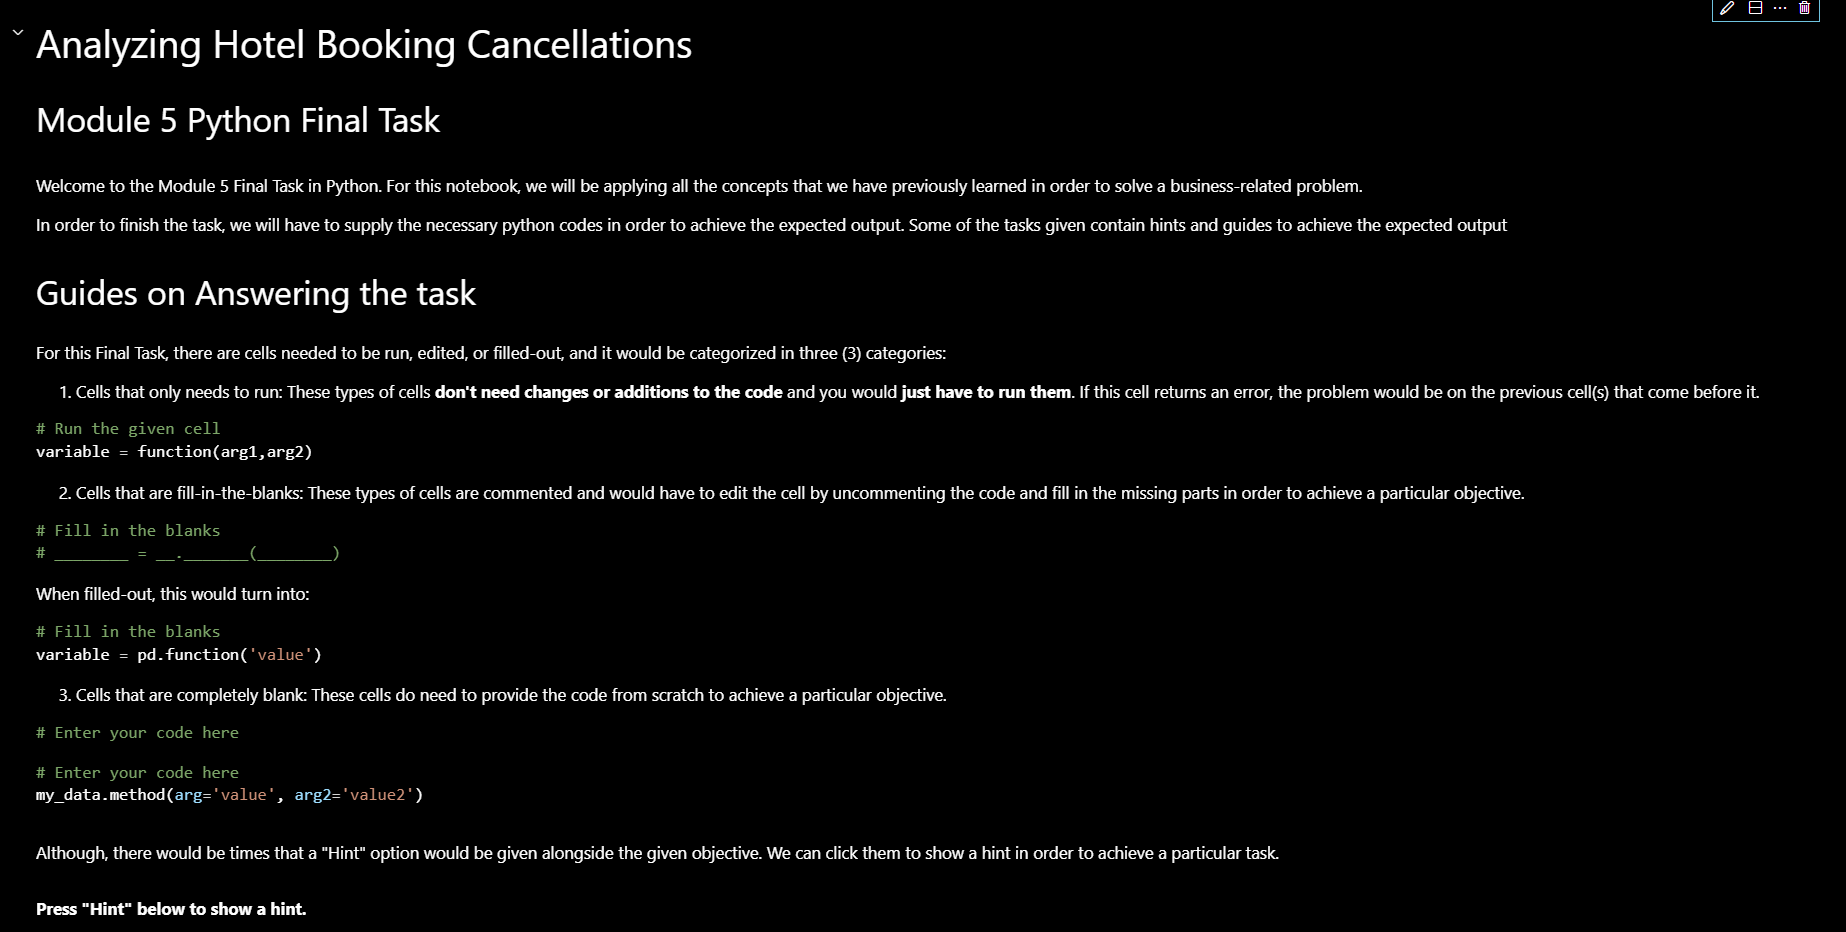 Analyzing Hotel Booking Cancellations
Module 5 Python Final Task
Welcome to the Module 5 Final Task in Python. For this notebook, we will be applying all the concepts that we have previously learned in order to solve a business-related problem.
In order to finish the task, we will have to supply the necessary python codes in order to achieve the expected output. Some of the tasks given contain hints and guides to achieve the expected output
Guides on Answering the task
For this Final Task, there are cells needed to be run, edited, or filled-out, and it would be categorized in three (3) categories:
1. Cells that only needs to run: These types of cells don't need changes or additions to the code and you would just have to run them. If this cell returns an error, the problem would be on the previous cell(s) that come before it.
# Run the given cell
variable = function(arg1,arg2)
2. Cells that are fill-in-the-blanks: These types of cells are commented and would have to edit the cell by uncommenting the code and fill in the missing parts in order to achieve a particular objective.
# Fill in the blanks
# ________ = __._______(________)
When filled-out, this would turn into:
# Fill in the blanks
variable = pd.function('value')
3. Cells that are completely blank: These cells do need to provide the code from scratch to achieve a particular objective.
# Enter your code here
# Enter your code here
my_data.method(arg='value', arg2='value2')
Although, there would be times that a "Hint" option would be given alongside the given objective. We can click them to show a hint in order to achieve a particular task.
Press "Hint" below to show a hint.